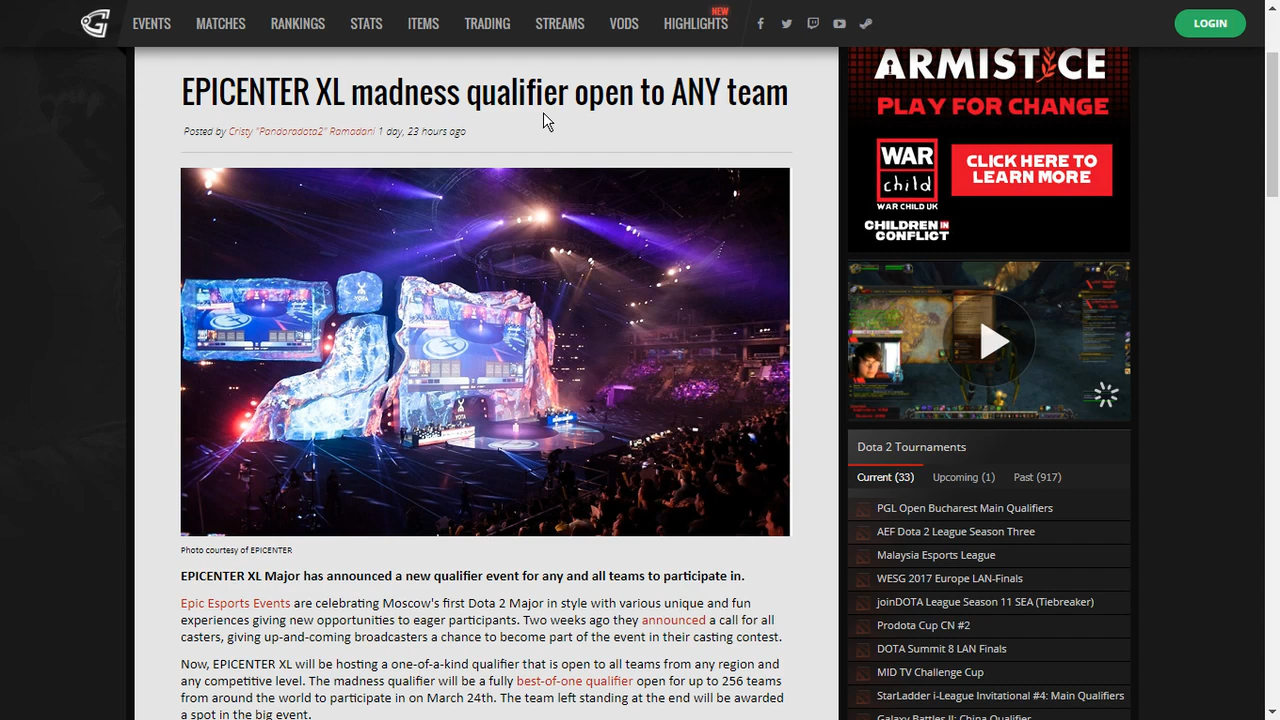 EVENTS MATCHES RANKINGS STATS ITEMS TRADING STREAMS VODS HIGHLIGHTS NEW LOGIN
EPICENTER XL madness qualifier open to ANY team
Posted by Cristy "Pandoradota2" Ramadani 1 day, 23 hours ago
Photo courtesy of EPICENTER
EPICENTER XL Major has announced a new qualifier event for any and all teams to participate in.
Epic Esports Events are celebrating Moscow's first Dota 2 Major in style with various unique and fun
experiences giving new opportunities to eager participants. Two weeks ago they announced a call for all
casters, giving up-and-coming broadcasters a chance to become part of the event in their casting contest.
Now, EPICENTER XL will be hosting a one-of-a-kind qualifier that is open to all teams from any region and
any competitive level. The madness qualifier will be a fully best-of-one qualifier open for up to 256 teams
from around the world to participate in on March 24th. The team left standing at the end will be awarded
a spot in the big event.
ARMISTICE
PLAY FOR CHANGE
WAR
child
WAR CHILD UK
CLICK HERE TO
LEARN MORE
CHILDREN IN
CONFLICT
Dota 2 Tournaments
Current (33) Upcoming (1) Past (917)
PGL Open Bucharest Main Qualifiers
AEF Dota 2 League Season Three
Malaysia Esports League
WESG 2017 Europe LAN-Finals
joinDOTA League Season 11 SEA (Tiebreaker)
Prodota Cup CN #2
DOTA Summit 8 LAN Finals
MID TV Challenge Cup
StarLadder i-League Invitational #4: Main Qualifiers
Galaxy Battles II: China Qualifier